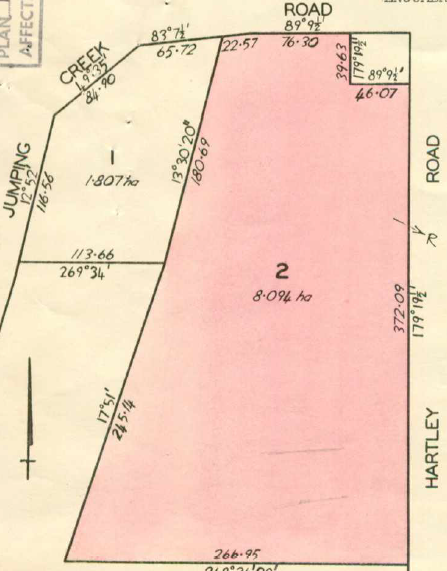 PLAN
AFFECT
ROAD
89°9½'
76.30
83°7½'
65.72
22.57
39.63
179°19½'
89°9½'
46.07
CREEK
49°35'
84.90
JUMPING
12°52'
116.56
1
1.807ha
13°30'20"
180.69
113.66
269°34'
ROAD
2
8.094 ha
372.09
179°19½'
17°51'
245.14
HARTLEY
266.95